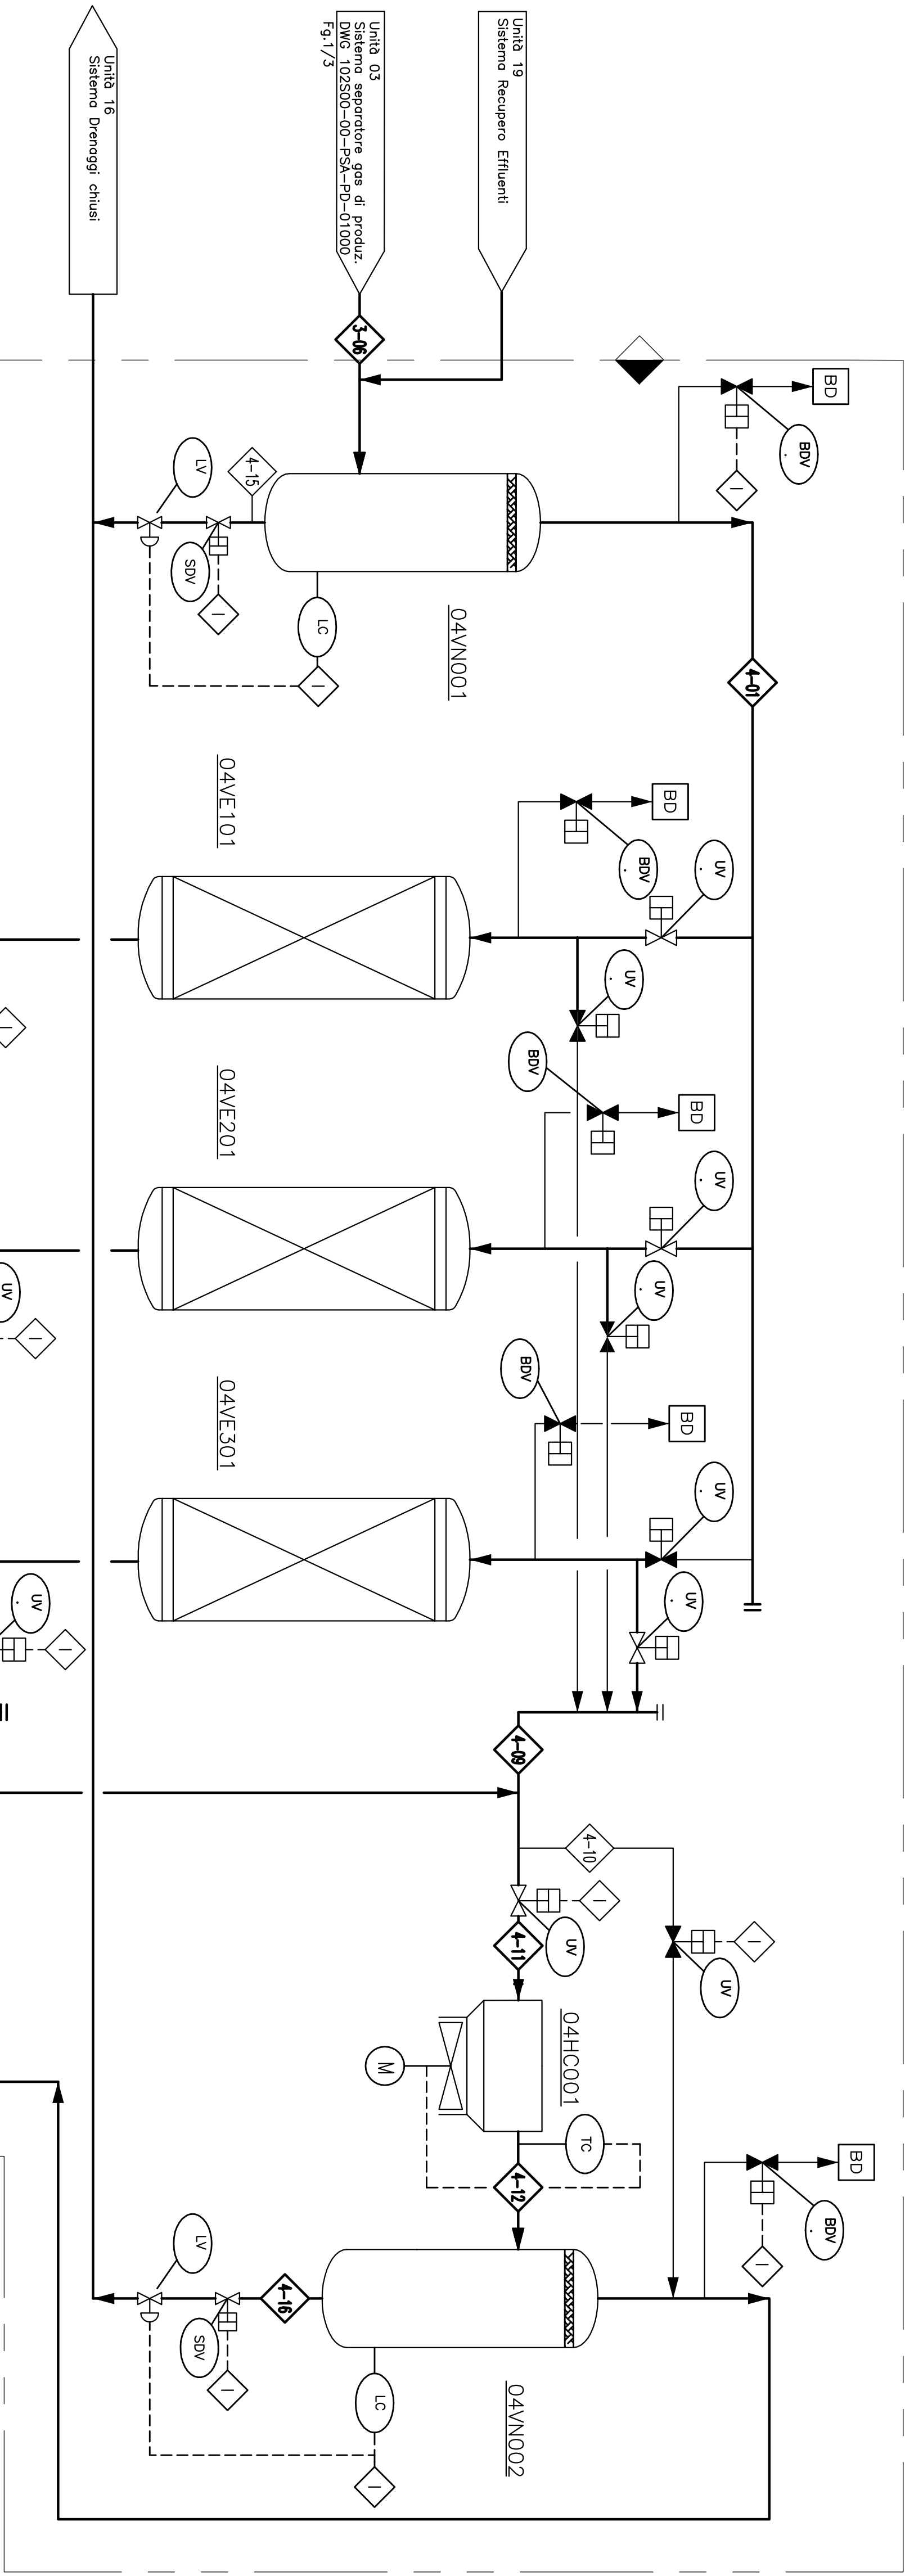 Unità 19
Sistema Recupero Effluenti
Unità 03
Sistema separatore gas di produz.
DWG 102S00-00-PSA-PD-01000
Fg.1/3
Unità 16
Sistema Drenaggi chiusi
3-06
BD
BDV
I
4-15
LV
SDV
I
LC
I
04VN001
4-01
BD
BDV
UV
UV
04VE101
I
BD
BDV
UV
UV
04VE201
UV
I
BD
BDV
UV
UV
04VE301
UV
I
4-09
4-10
I
UV
I
UV
4-11
04HC001
M
TC
4-12
BD
BDV
I
4-16
LV
SDV
I
LC
I
04VN002